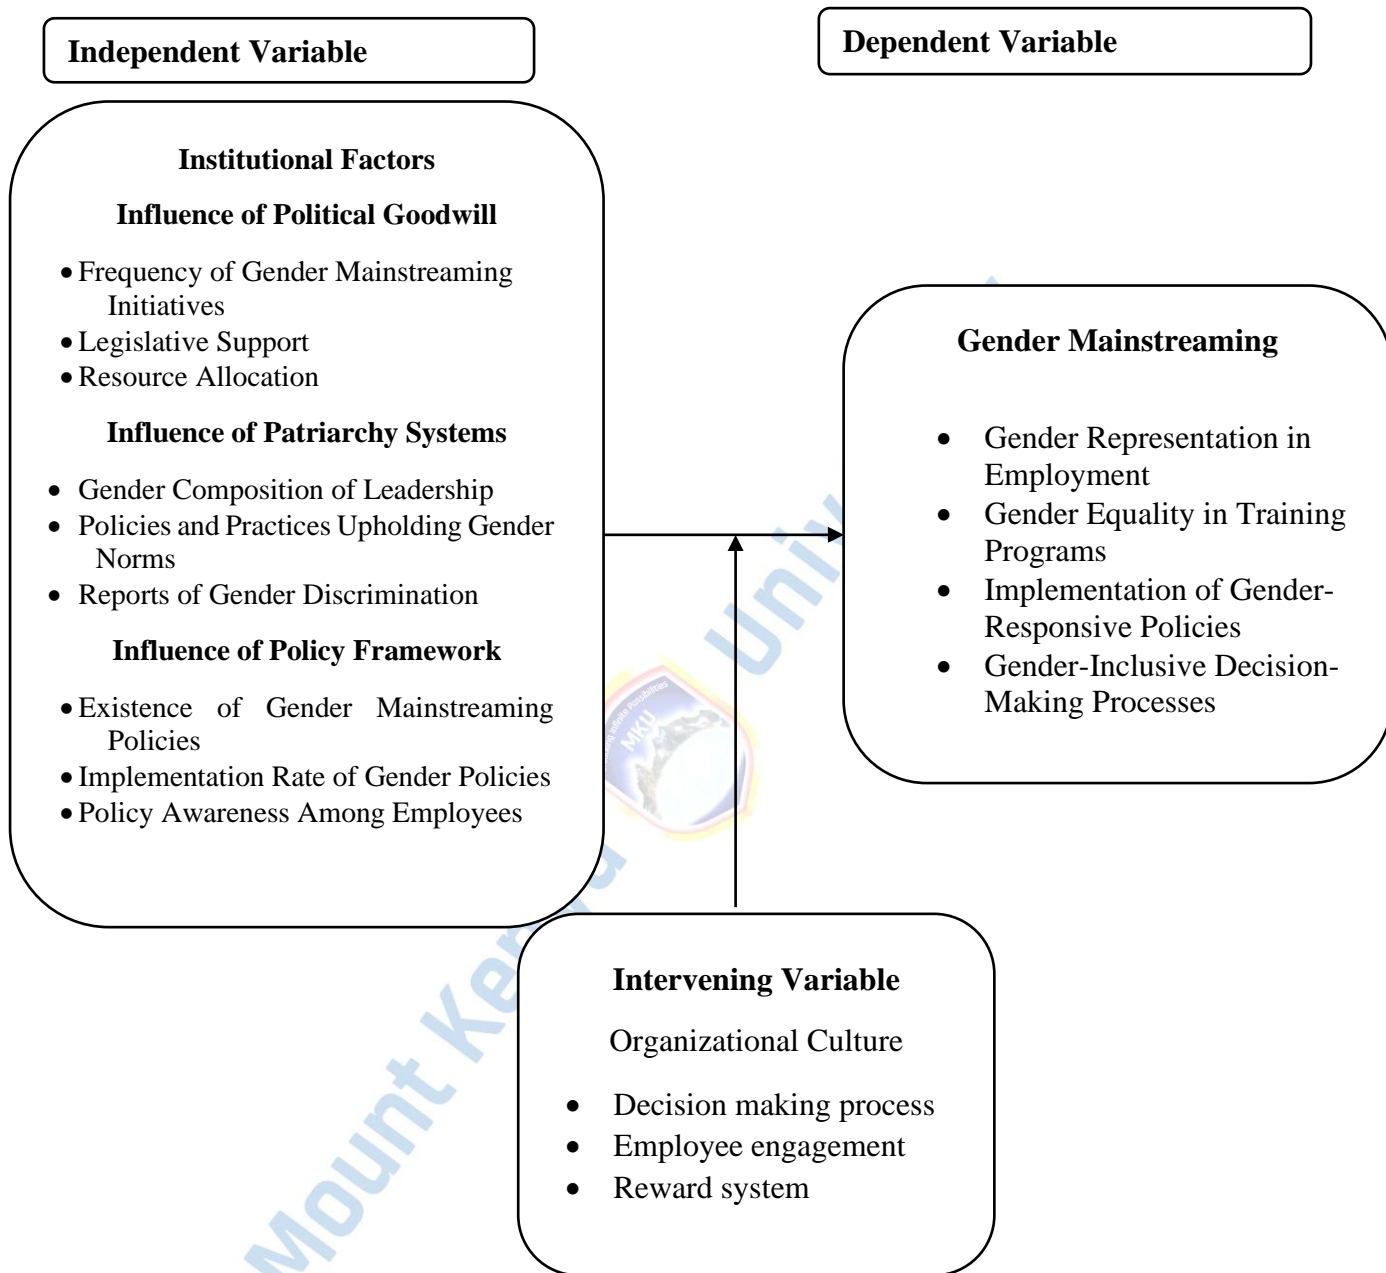 Independent Variable
Dependent Variable
Institutional Factors
Influence of Political Goodwill
• Frequency of Gender Mainstreaming
Initiatives
• Legislative Support
• Resource Allocation
Influence of Patriarchy Systems
• Gender Composition of Leadership
• Policies and Practices Upholding Gender
Norms
• Reports of Gender Discrimination
Influence of Policy Framework
• Existence of Gender Mainstreaming
Policies
• Implementation Rate of Gender Policies
• Policy Awareness Among Employees
Gender Mainstreaming
• Gender Representation in
Employment
• Gender Equality in Training
Programs
• Implementation of Gender-
Responsive Policies
• Gender-Inclusive Decision-
Making Processes
Intervening Variable
Organizational Culture
• Decision making process
• Employee engagement
• Reward system
Mount
Infinite Possibilities
MKU